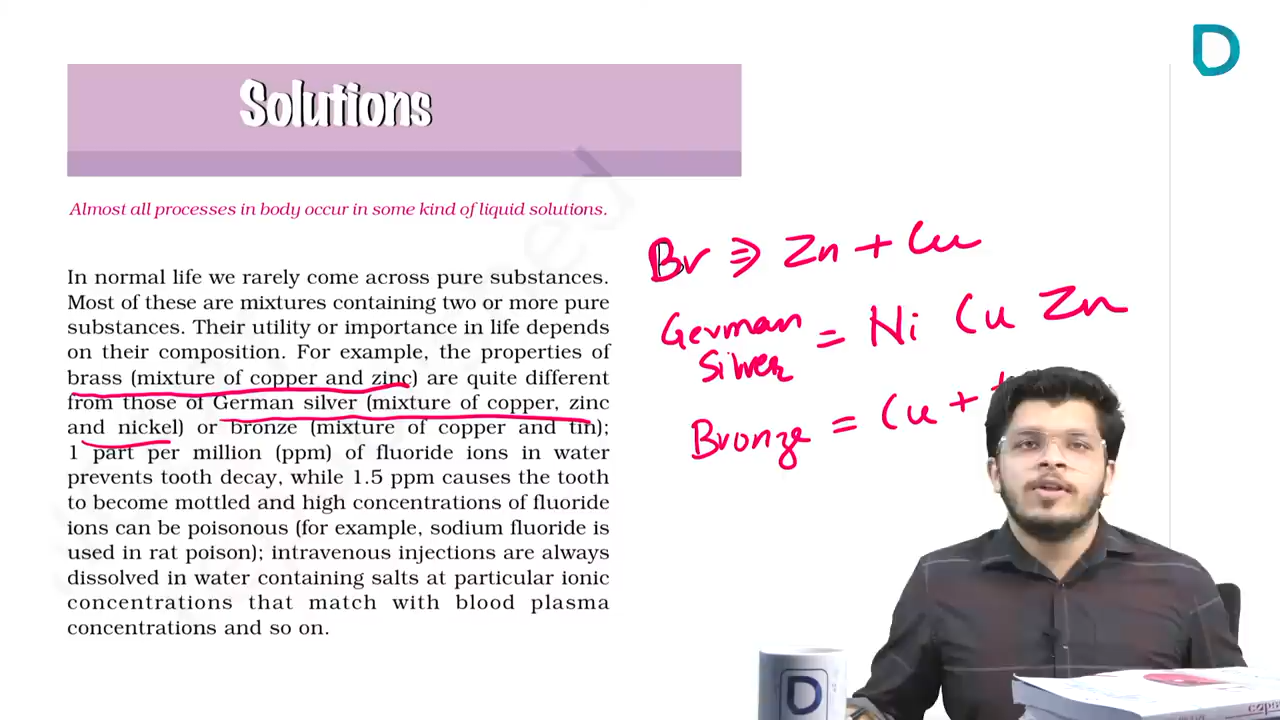 Solutions
Almost all processes in body occur in some kind of liquid solutions.
In normal life we rarely come across pure substances.
Most of these are mixtures containing two or more pure
substances. Their utility or importance in life depends
on their composition. For example, the properties of
brass (mixture of copper and zinc) are quite different
from those of German silver (mixture of copper, zinc
and nickel) or bronze (mixture of copper and tin);
1 part per million (ppm) of fluoride ions in water
prevents tooth decay, while 1.5 ppm causes the tooth
to become mottled and high concentrations of fluoride
ions can be poisonous (for example, sodium fluoride is
used in rat poison); intravenous injections are always
dissolved in water containing salts at particular ionic
concentrations that match with blood plasma
concentrations and so on.
Br ⇒ Zn + Cu
German = Ni Cu Zn
Silver
Bronze = Cu +
D
D